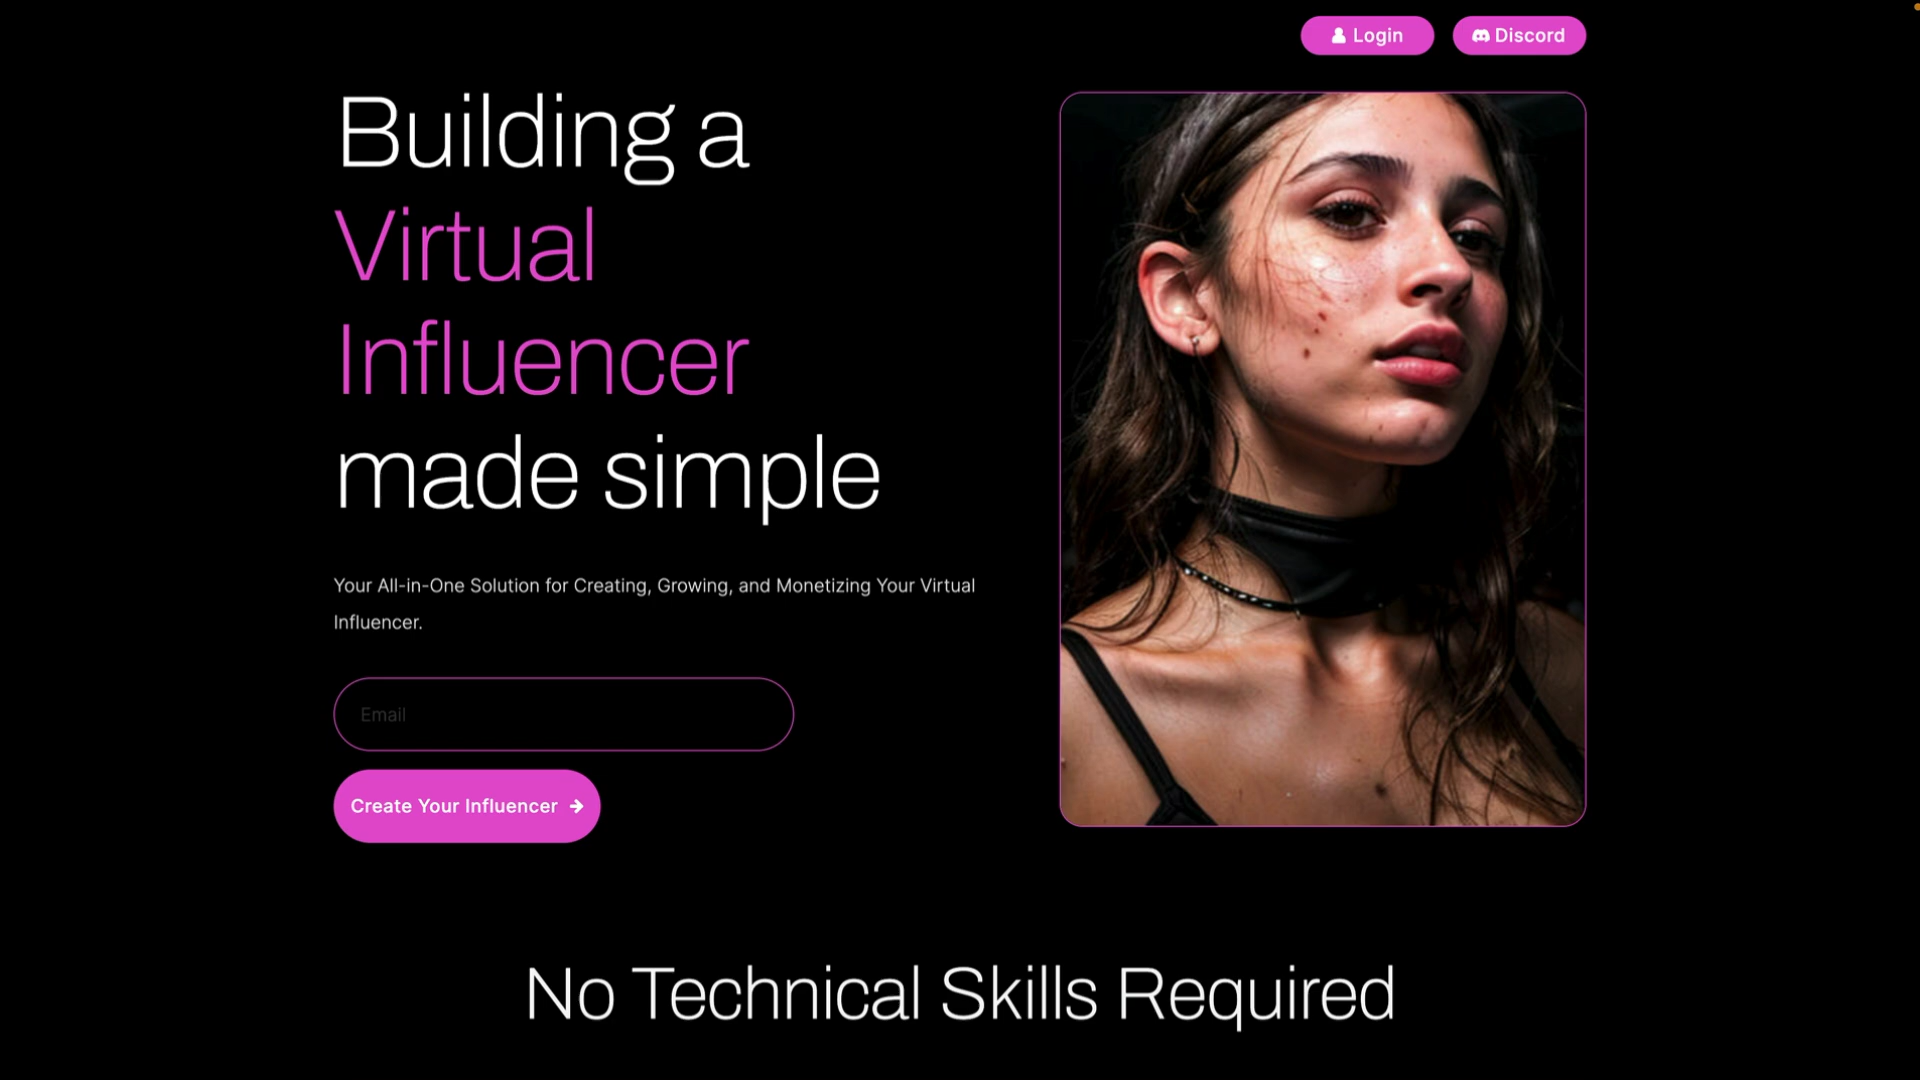 Login
Discord
Building a
Virtual
Influencer
made simple
Your All-in-One Solution for Creating, Growing, and Monetizing Your Virtual
Influencer.
Email
Create Your Influencer
No Technical Skills Required